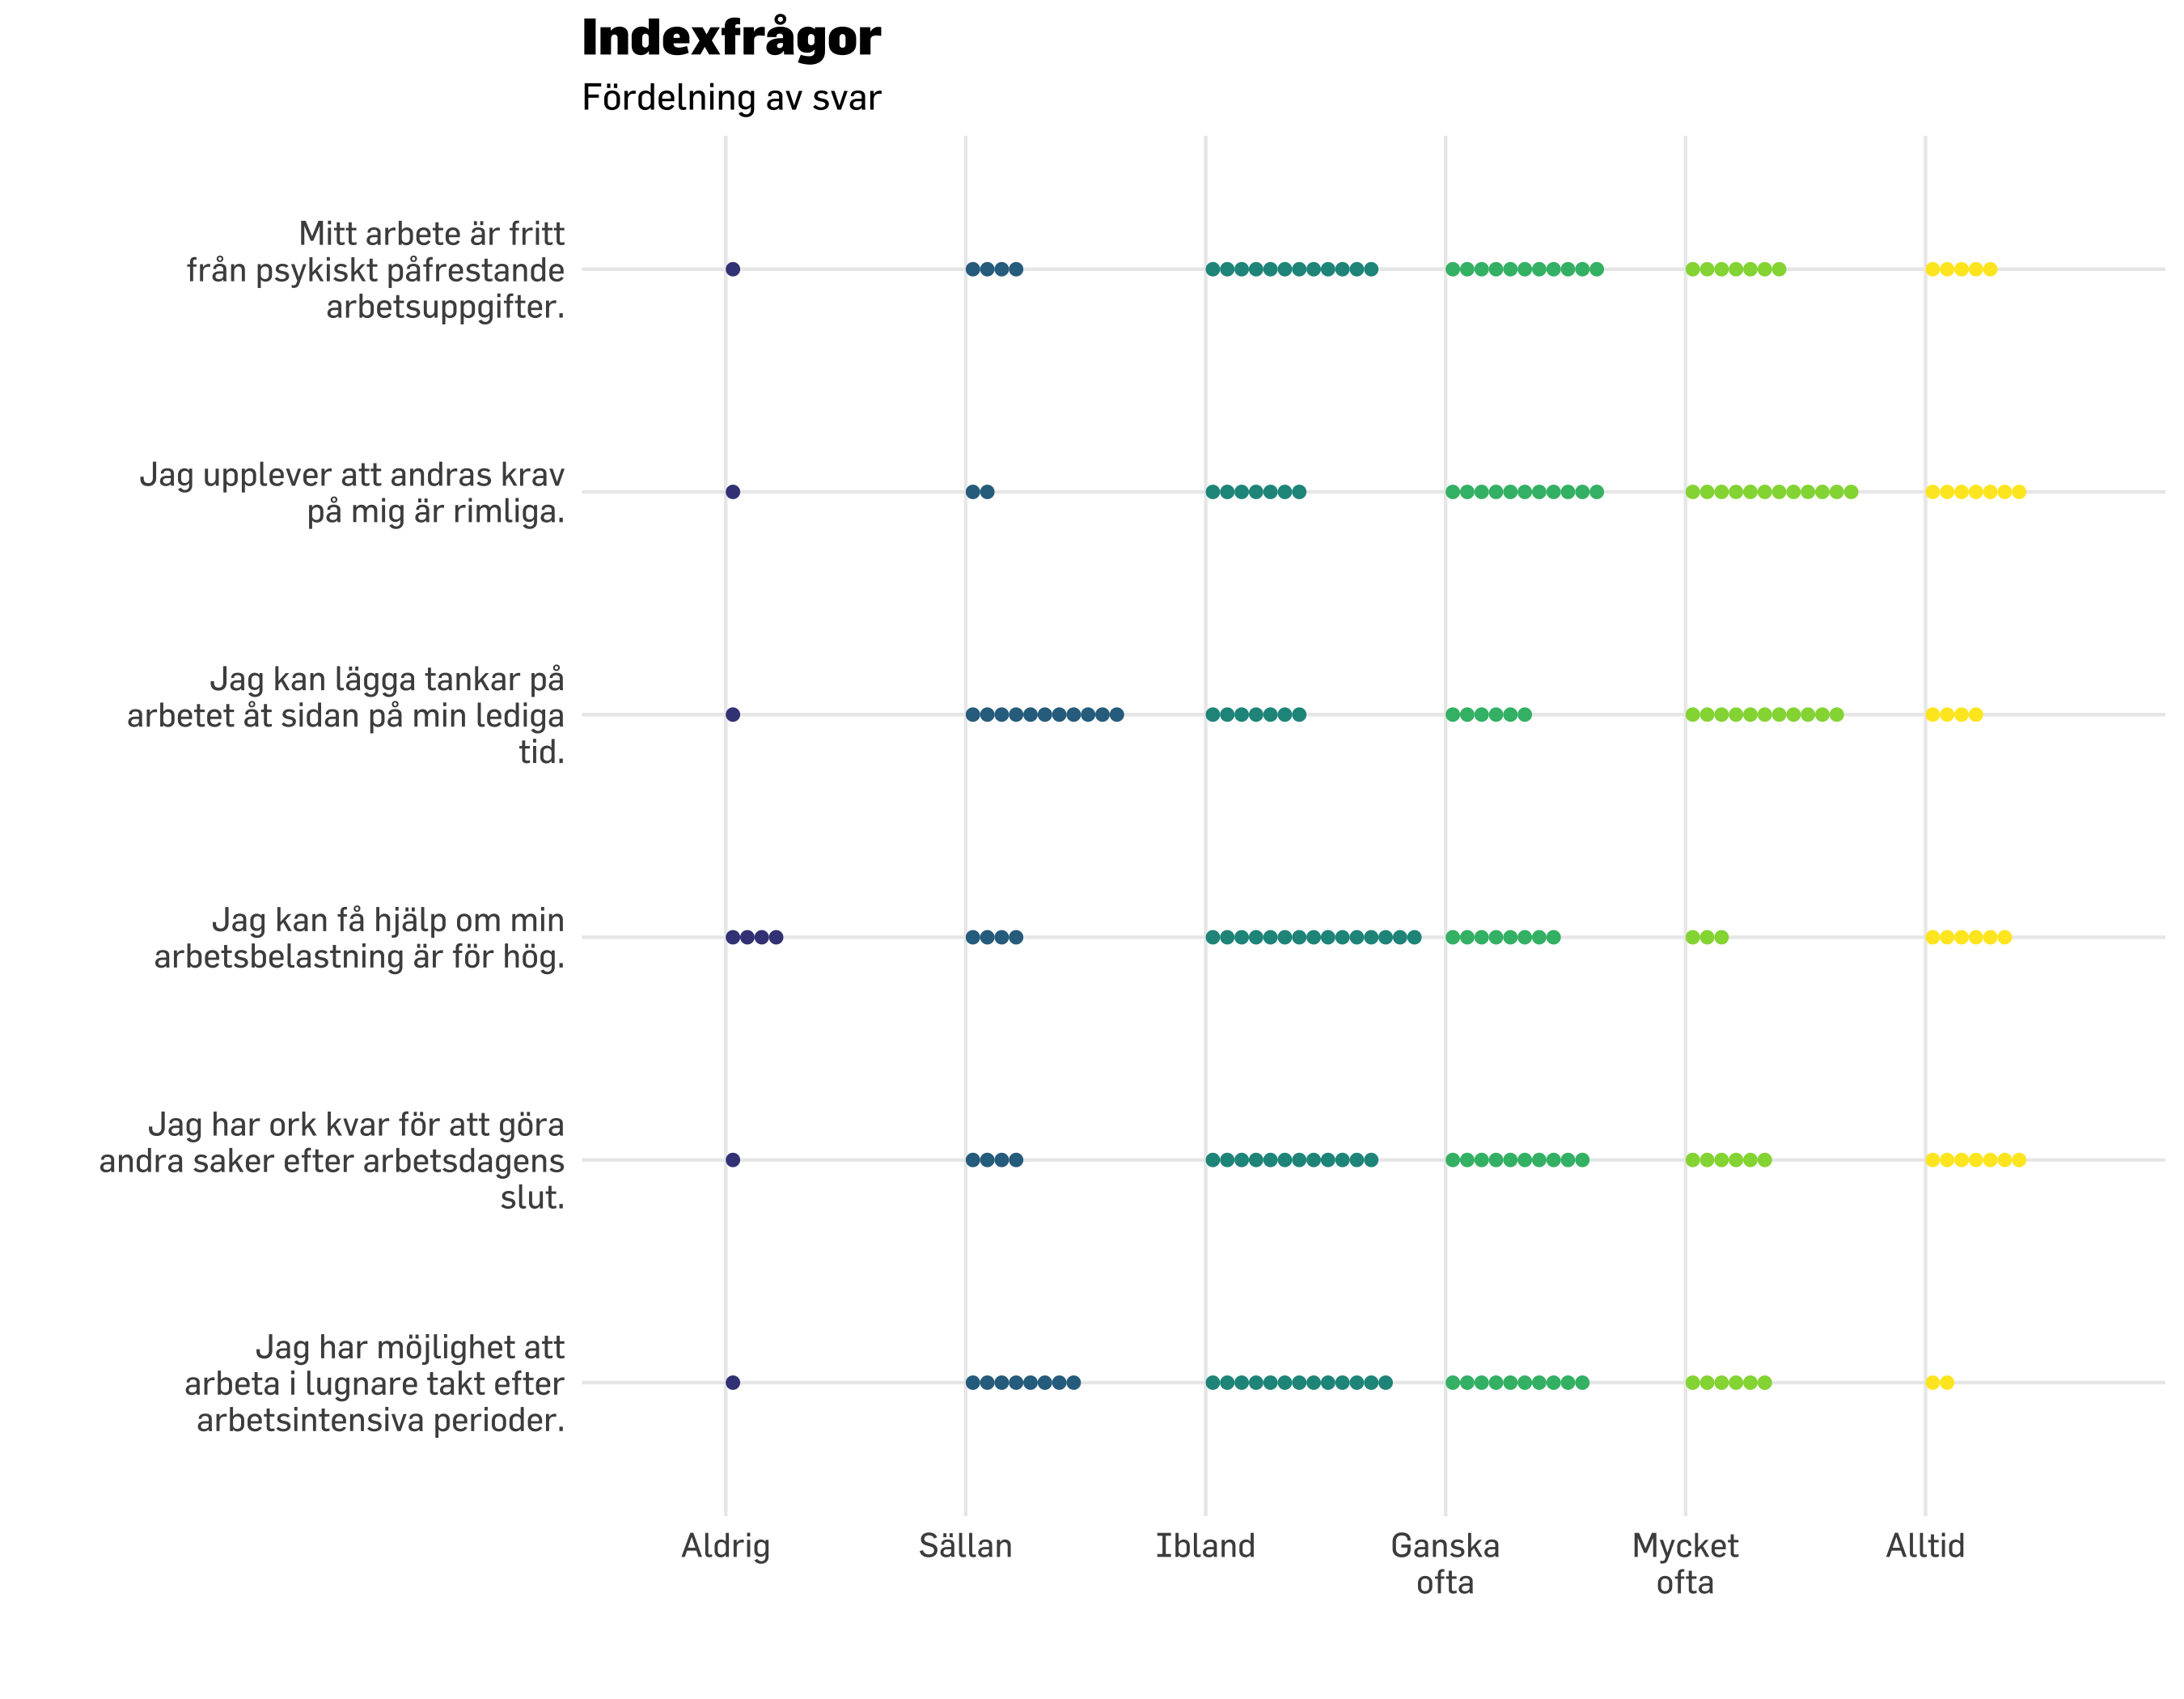 Indexfrågor
Fördelning av svar
Mitt arbete är fritt
från psykiskt påfrestande
arbetsuppgifter.
Jag upplever att andras krav
på mig är rimliga.
Jag kan lägga tankar på
arbetet åt sidan på min lediga
tid.
Jag kan få hjälp om min
arbetsbelastning är för hög.
Jag har ork kvar för att göra
andra saker efter arbetsdagens
slut.
Jag har möjlighet att
arbeta i lugnare takt efter
arbetsintensiva perioder.
Aldrig
Sällan
Ibland
Ganska
ofta
Mycket
ofta
Alltid